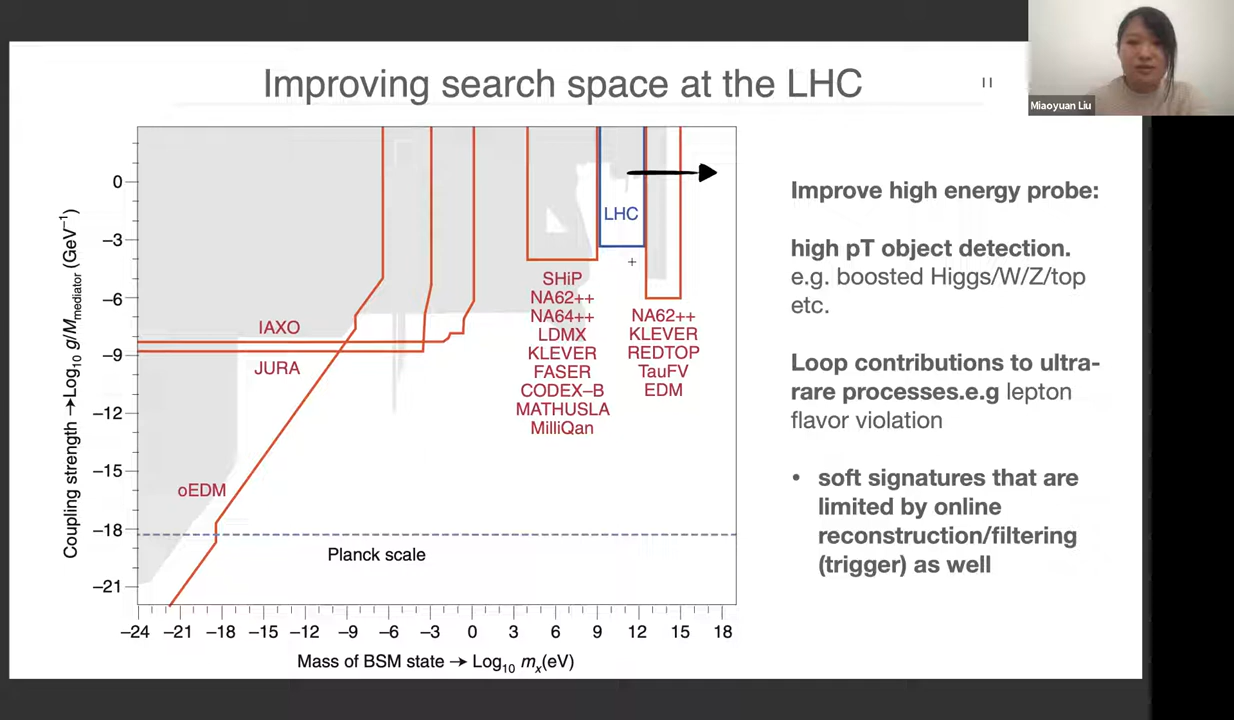 Improving search space at the LHC
11
Miaoyuan Liu
0
−3
−6
−9
−12
−15
−18
−21
Coupling strength →Log10 g/Mmediator (GeV−1)
LHC
+
IAXO
JURA
oEDM
Planck scale
SHiP
NA62++
NA64++
LDMX
KLEVER
FASER
CODEX–B
MATHUSLA
MilliQan
NA62++
KLEVER
REDTOP
TauFV
EDM
−24 −21 −18 −15 −12 −9 −6 −3 0 3 6 9 12 15 18
Mass of BSM state → Log10 mx(eV)
Improve high energy probe:
high pT object detection.
e.g. boosted Higgs/W/Z/top
etc.
Loop contributions to ultra-
rare processes.e.g lepton
flavor violation
• soft signatures that are
limited by online
reconstruction/filtering
(trigger) as well